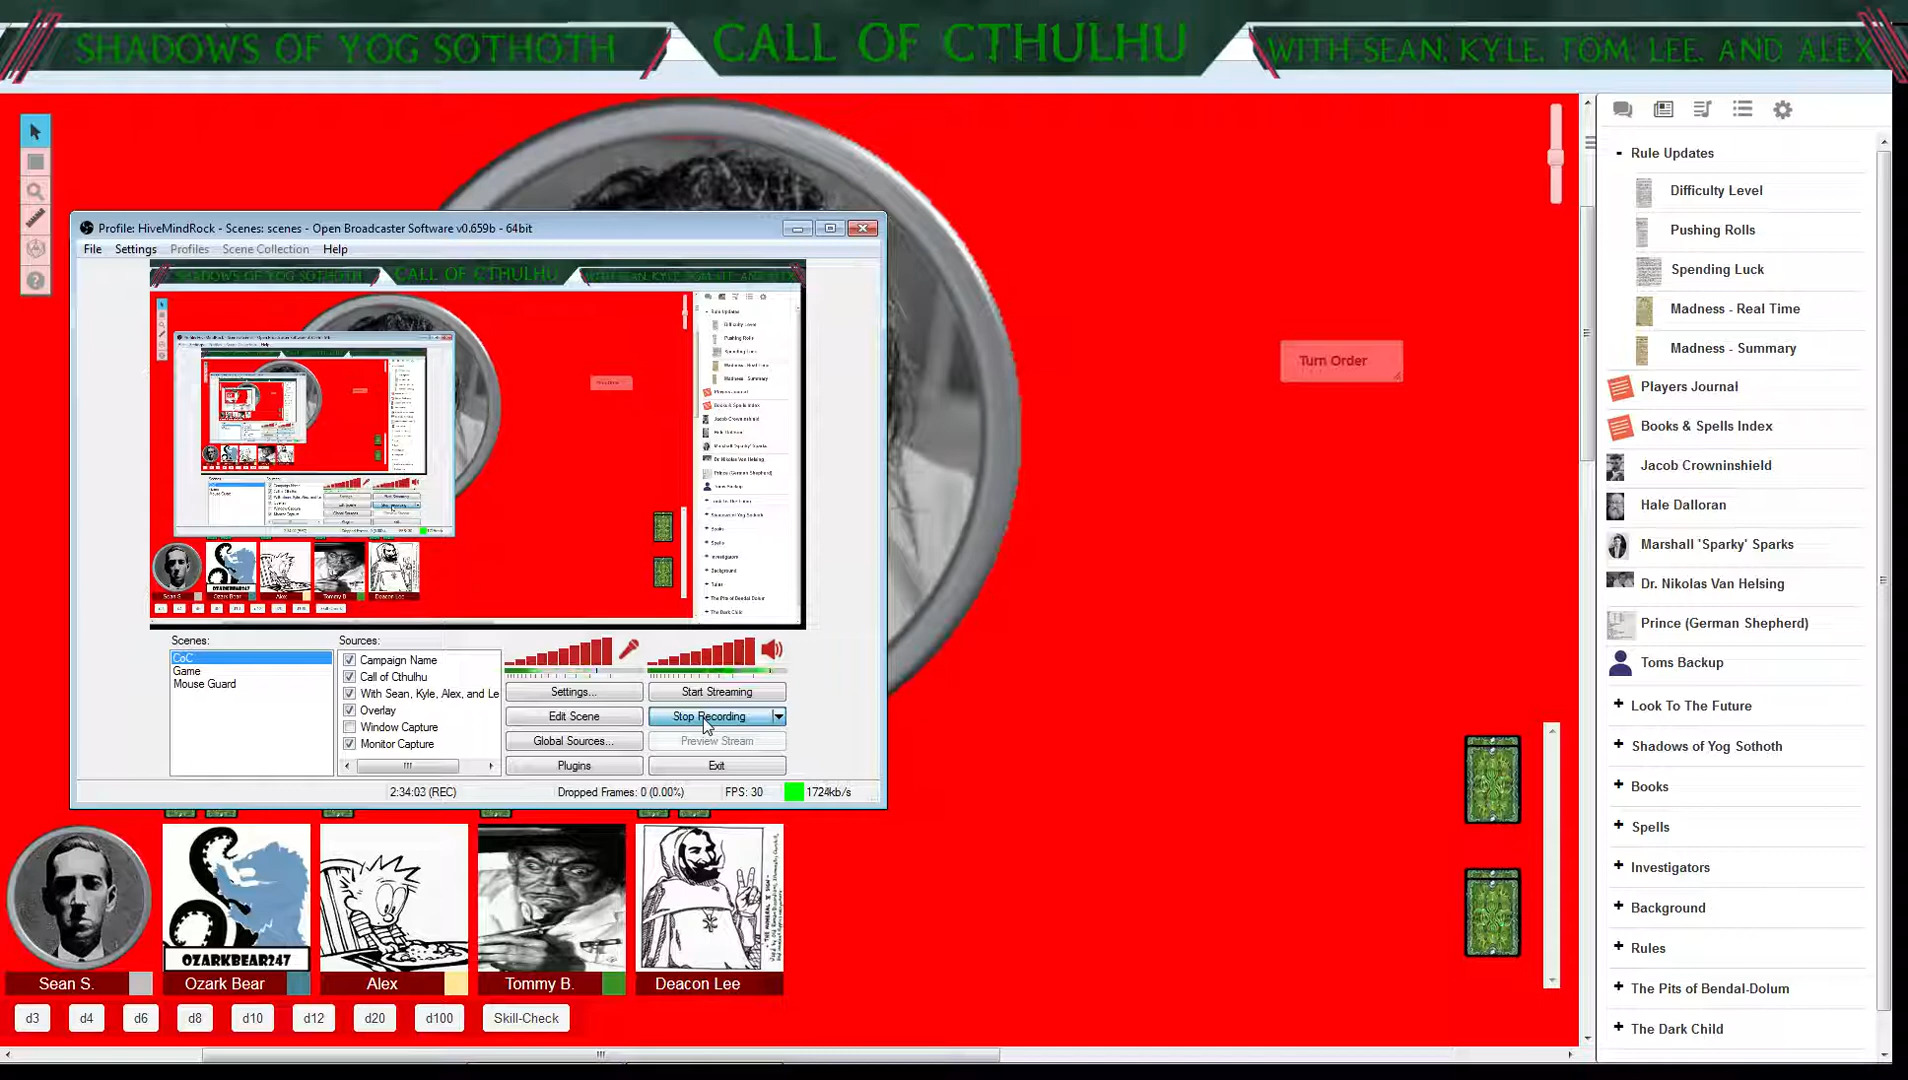 SHADOWS OF YOG SOTHOTH
CALL OF CTHULHU
WITH SEAN, KYLE, TOM, LEE, AND ALEX
Rule Updates
Difficulty Level
Pushing Rolls
Spending Luck
Madness - Real Time
Madness - Summary
Players Journal
Books & Spells Index
Jacob Crowninshield
Hale Dalloran
Marshall 'Sparky' Sparks
Dr. Nikolas Van Helsing
Prince (German Shepherd)
Toms Backup
Look To The Future
Shadows of Yog Sothoth
Books
Spells
Investigators
Background
Rules
The Pits of Bendal-Dolum
The Dark Child
Turn Order
Profile: HiveMindRock - Scenes: scenes - Open Broadcaster Software v0.659b - 64bit
File Settings Profiles Scene Collection Help
SHADOWS OF YOG SOTHOTH
CALL OF CTHULHU
Scenes:
CoC
Game
Mouse Guard
Sources:
Campaign Name
Call of Cthulhu
With Sean, Kyle, Alex, and Le
Overlay
Window Capture
Monitor Capture
Settings...
Start Streaming
Edit Scene
Stop Recording
Global Sources...
Preview Stream
Plugins
Exit
2:34:03 (REC)
Dropped Frames: 0 (0.00%)
FPS: 30
1724kb/s
OZARKBEAR247
Sean S.
Ozark Bear
Alex
Tommy B.
Deacon Lee
d3
d4
d6
d8
d10
d12
d20
d100
Skill-Check